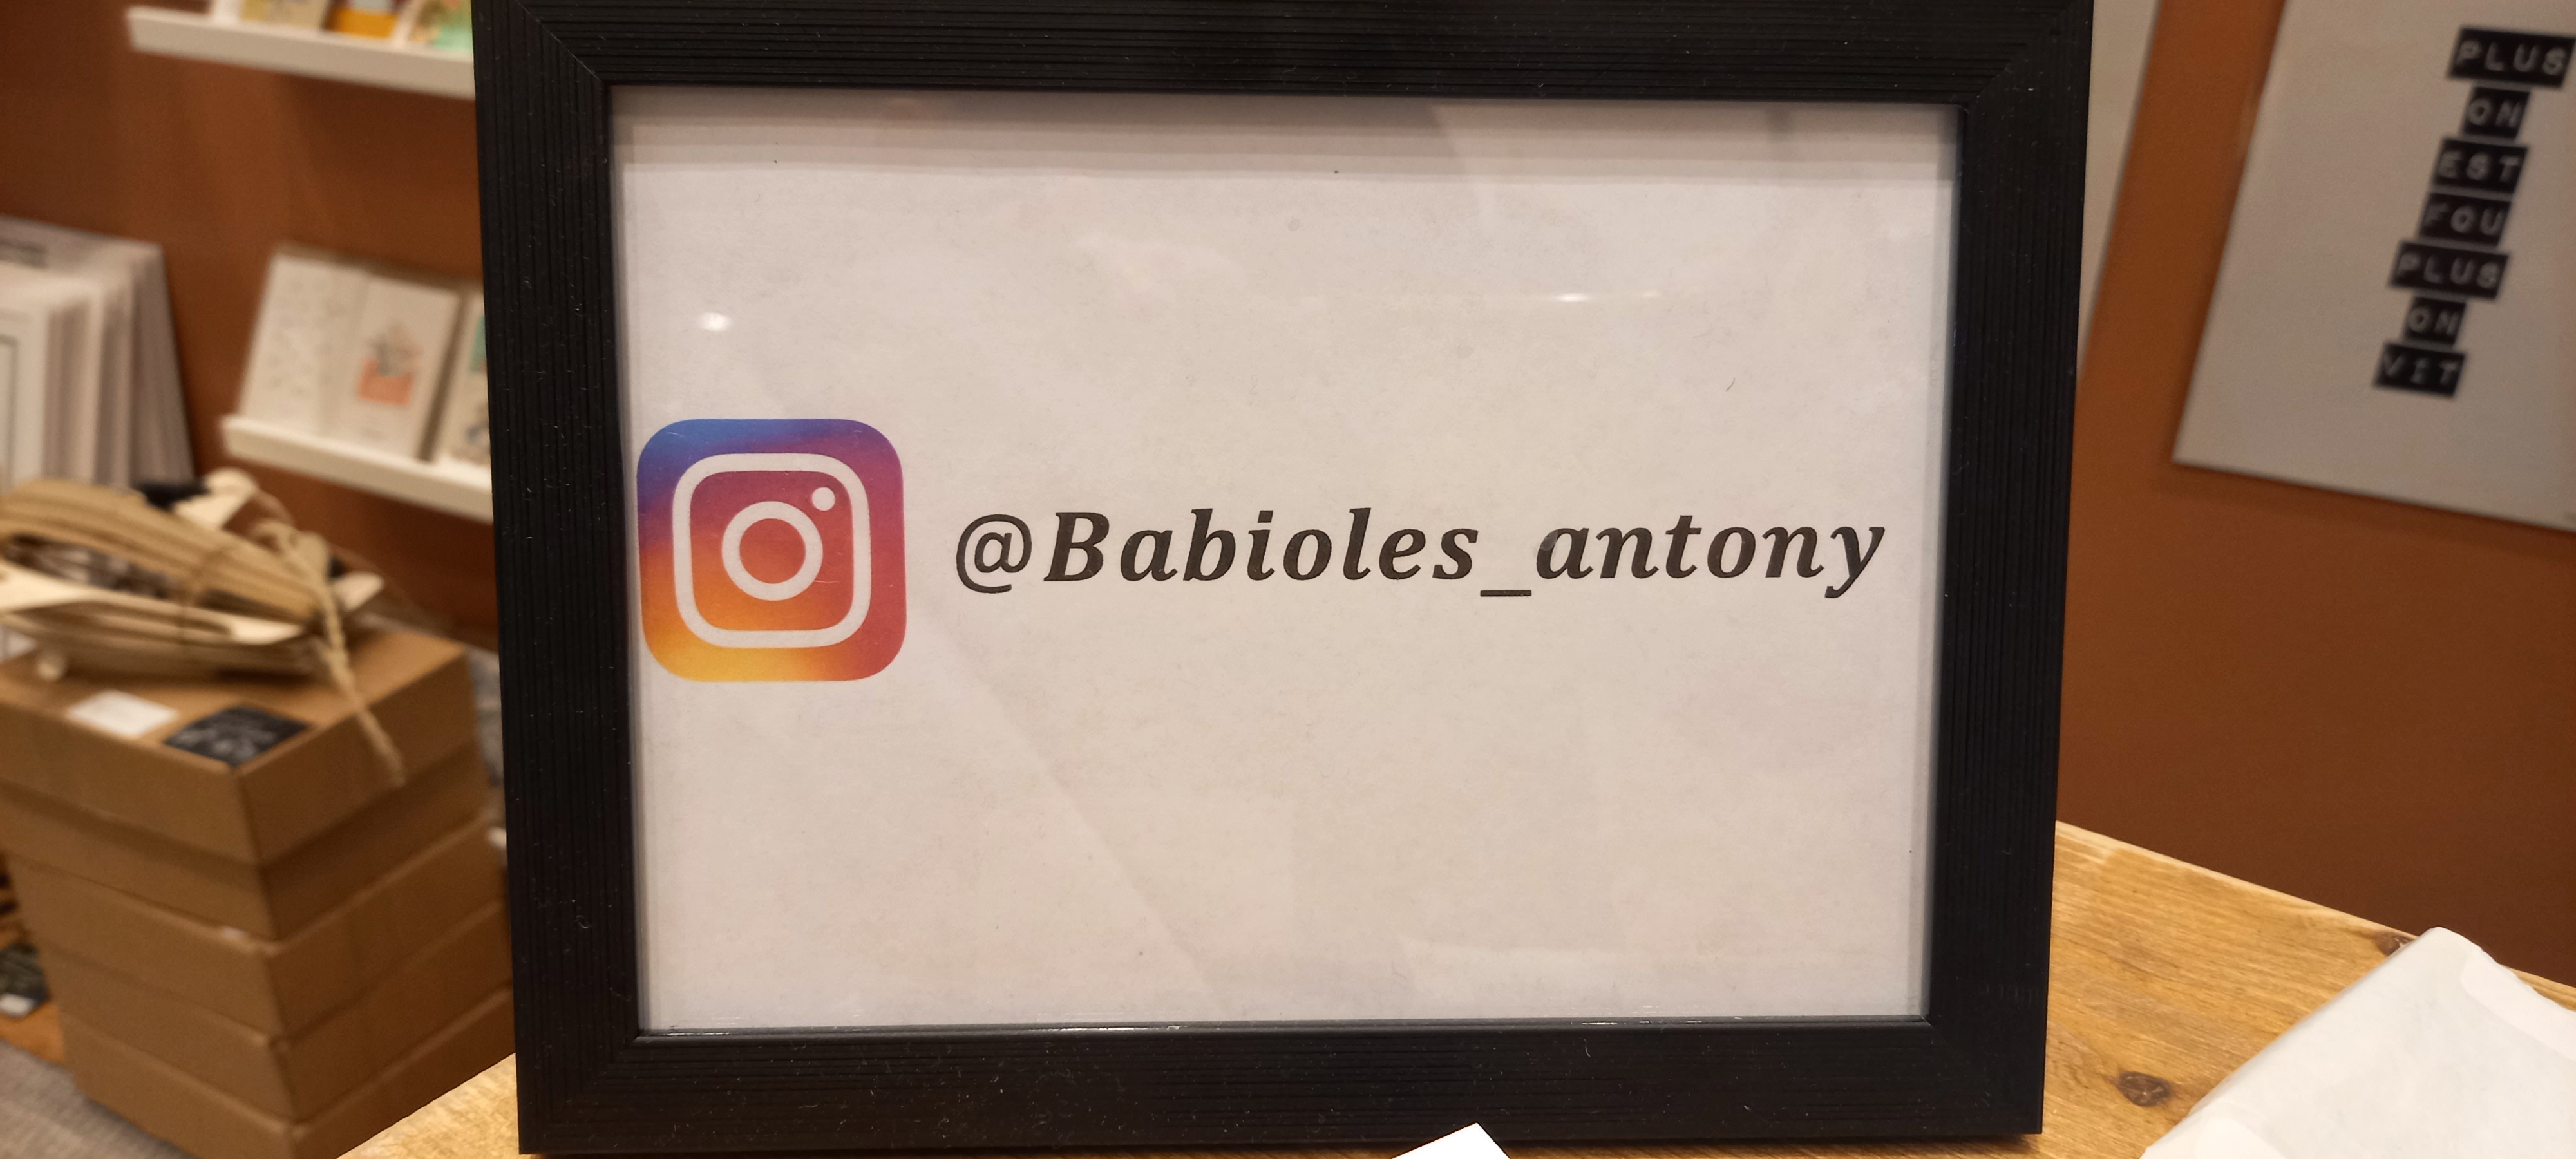 @Babioles_antony
PLUS
ON
EST
FOU
PLUS
ON
VIT